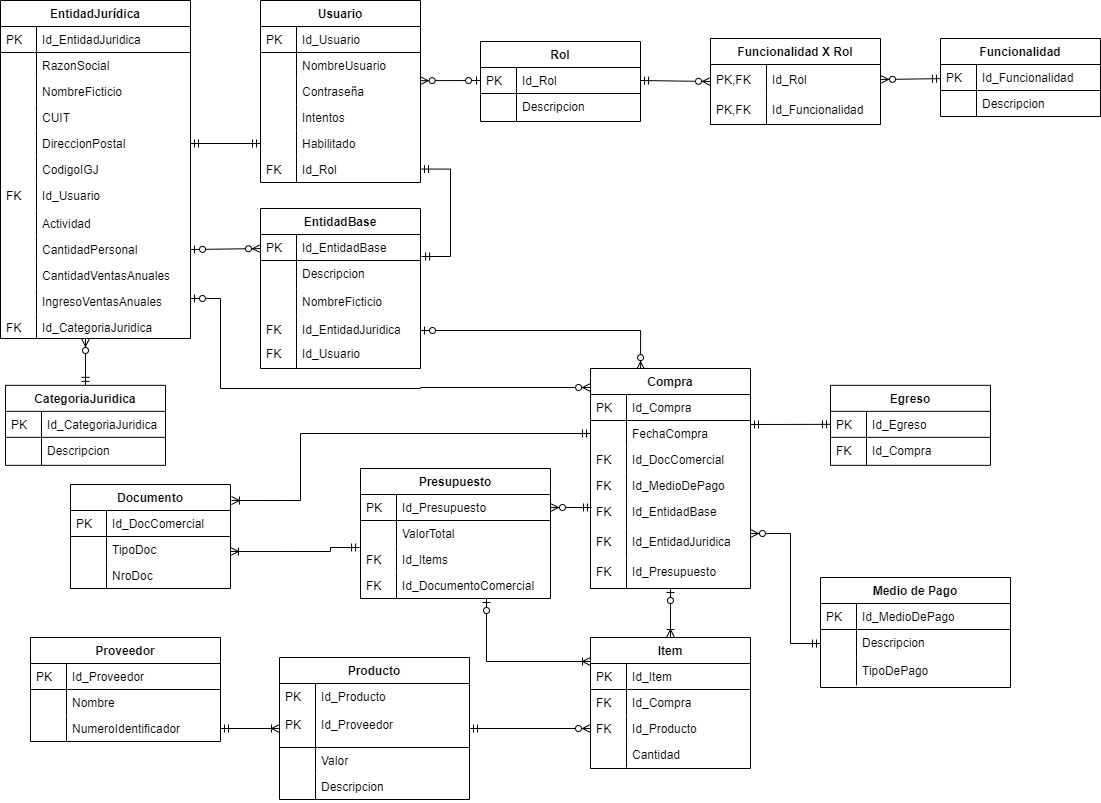 EntidadJurídica
PK Id_EntidadJuridica
RazonSocial
NombreFicticio
CUIT
DireccionPostal
CodigoIGJ
FK Id_Usuario
Actividad
CantidadPersonal
CantidadVentasAnuales
IngresoVentasAnuales
FK Id_CategoriaJuridica
Usuario
PK Id_Usuario
NombreUsuario
Contraseña
Intentos
Habilitado
FK Id_Rol
Rol
PK Id_Rol
Descripcion
Funcionalidad X Rol
PK,FK Id_Rol
PK,FK Id_Funcionalidad
Funcionalidad
PK Id_Funcionalidad
Descripcion
EntidadBase
PK Id_EntidadBase
Descripcion
NombreFicticio
FK Id_EntidadJuridica
FK Id_Usuario
CategoriaJuridica
PK Id_CategoriaJuridica
Descripcion
Compra
PK Id_Compra
FechaCompra
FK Id_DocComercial
FK Id_MedioDePago
FK Id_EntidadBase
FK Id_EntidadJuridica
FK Id_Presupuesto
Egreso
PK Id_Egreso
FK Id_Compra
Documento
PK Id_DocComercial
TipoDoc
NroDoc
Presupuesto
PK Id_Presupuesto
ValorTotal
FK Id_Items
FK Id_DocumentoComercial
Medio de Pago
PK Id_MedioDePago
Descripcion
TipoDePago
Proveedor
PK Id_Proveedor
Nombre
NumeroIdentificador
Producto
PK Id_Producto
PK Id_Proveedor
Valor
Descripcion
Item
PK Id_Item
FK Id_Compra
FK Id_Producto
Cantidad